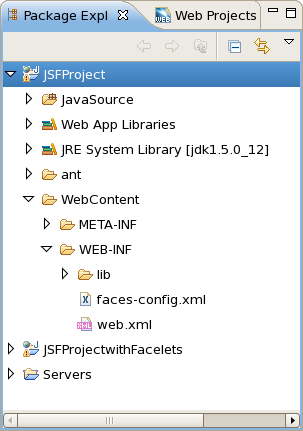 Package Expl Web Projects
JSFProject
JavaSource
Web App Libraries
JRE System Library [jdk1.5.0_12]
ant
WebContent
META-INF
WEB-INF
lib
faces-config.xml
web.xml
JSFProjectwithFacelets
Servers